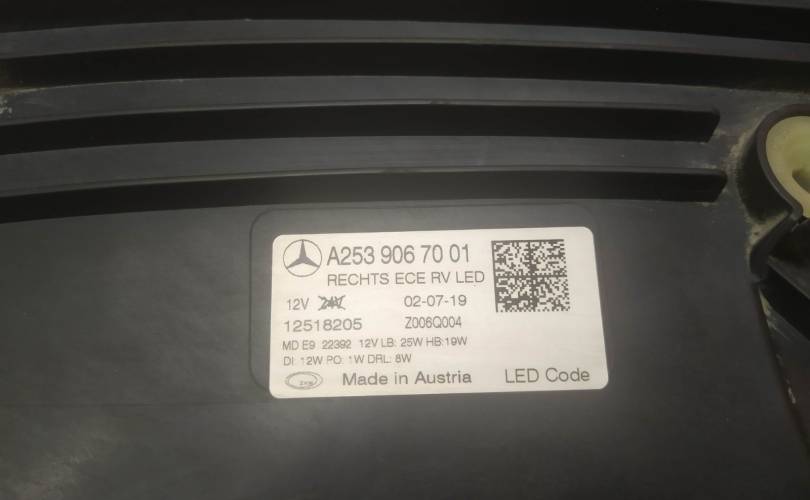 A253 906 70 01
RECHTS ECE RV LED
12V 24V 02-07-19
12518205 Z006Q004
MD E9 22392 12V LB: 25W HB:19W
DI: 12W PO: 1W DRL: 8W
Made in Austria LED Code